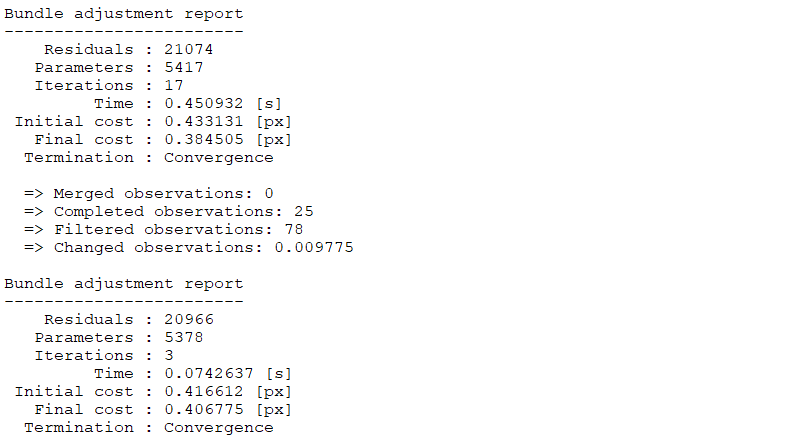 Bundle adjustment report
------------------------
    Residuals : 21074
   Parameters : 5417
   Iterations : 17
         Time : 0.450932 [s]
 Initial cost : 0.433131 [px]
   Final cost : 0.384505 [px]
  Termination : Convergence

  => Merged observations: 0
  => Completed observations: 25
  => Filtered observations: 78
  => Changed observations: 0.009775

Bundle adjustment report
------------------------
    Residuals : 20966
   Parameters : 5378
   Iterations : 3
         Time : 0.0742637 [s]
 Initial cost : 0.416612 [px]
   Final cost : 0.406775 [px]
  Termination : Convergence